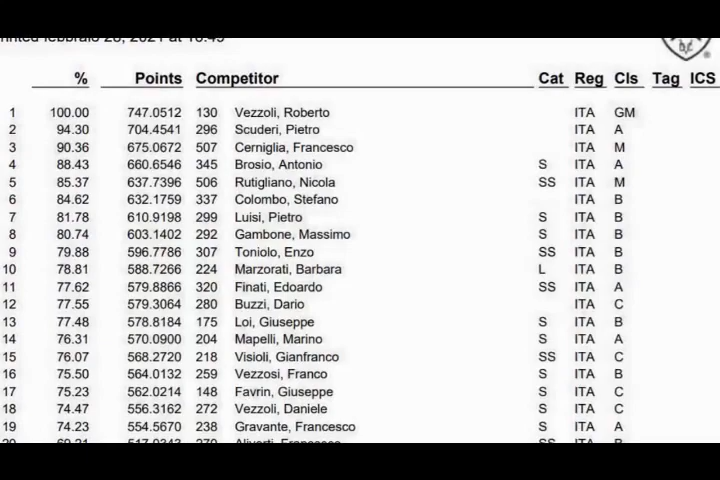 % Points Competitor Cat Reg Cls Tag ICS
1 100.00 747.0512 130 Vezzoli, Roberto ITA GM
2 94.30 704.4541 296 Scuderi, Pietro ITA A
3 90.36 675.0672 507 Cerniglia, Francesco ITA M
4 88.43 660.6546 345 Brosio, Antonio S ITA A
5 85.37 637.7396 506 Rutigliano, Nicola SS ITA M
6 84.62 632.1759 337 Colombo, Stefano ITA B
7 81.78 610.9198 299 Luisi, Pietro S ITA B
8 80.74 603.1402 292 Gambone, Massimo S ITA B
9 79.88 596.7786 307 Toniolo, Enzo SS ITA B
10 78.81 588.7266 224 Marzorati, Barbara L ITA B
11 77.62 579.8866 320 Finati, Edoardo SS ITA A
12 77.55 579.3064 280 Buzzi, Dario ITA C
13 77.48 578.8184 175 Loi, Giuseppe S ITA B
14 76.31 570.0900 204 Mapelli, Marino S ITA A
15 76.07 568.2720 218 Visioli, Gianfranco SS ITA C
16 75.50 564.0132 259 Vezzosi, Franco S ITA B
17 75.23 562.0214 148 Favrin, Giuseppe S ITA C
18 74.47 556.3162 272 Vezzoli, Daniele S ITA C
19 74.23 554.5670 238 Gravante, Francesco S ITA A